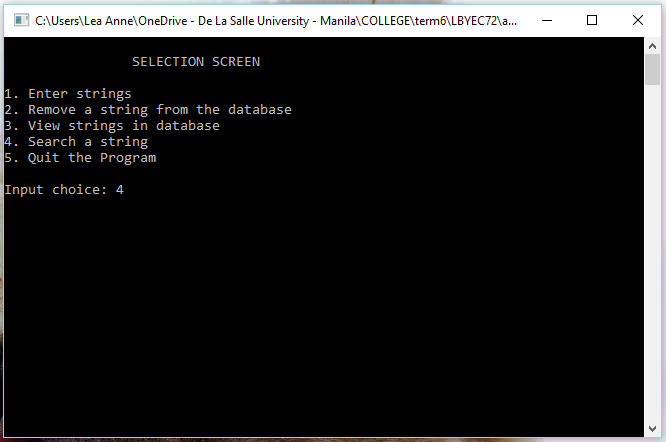 C:\Users\Lea Anne\OneDrive - De La Salle University - Manila\COLLEGE\term6\LBYEC72\a...
SELECTION SCREEN
1. Enter strings
2. Remove a string from the database
3. View strings in database
4. Search a string
5. Quit the Program
Input choice: 4